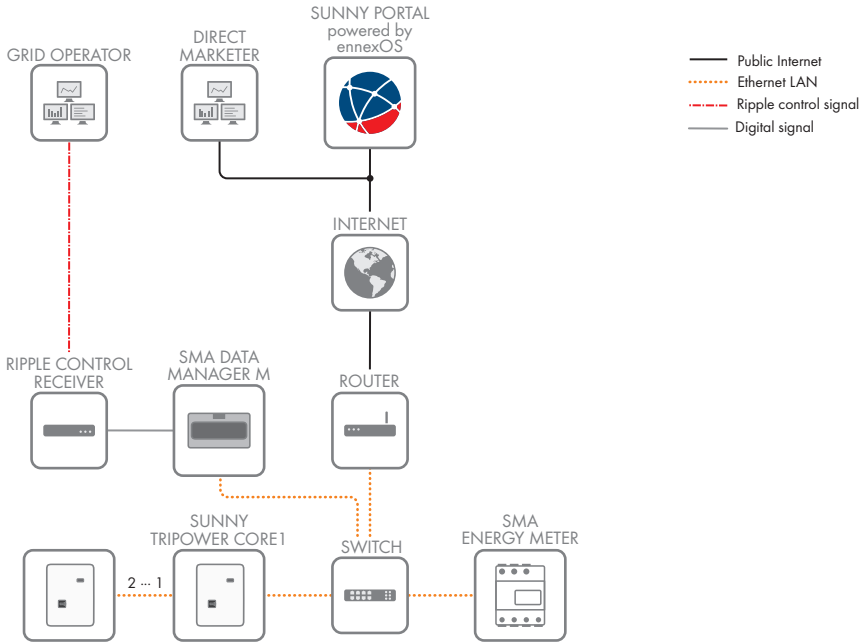 SUNNY PORTAL
powered by
ennexOS
DIRECT
MARKETER
GRID OPERATOR
Public Internet
Ethernet LAN
Ripple control signal
Digital signal
INTERNET
RIPPLE CONTROL
RECEIVER
SMA DATA
MANAGER M
ROUTER
SUNNY
TRIPOWER CORE1
SWITCH
SMA
ENERGY METER
2 ··· 1